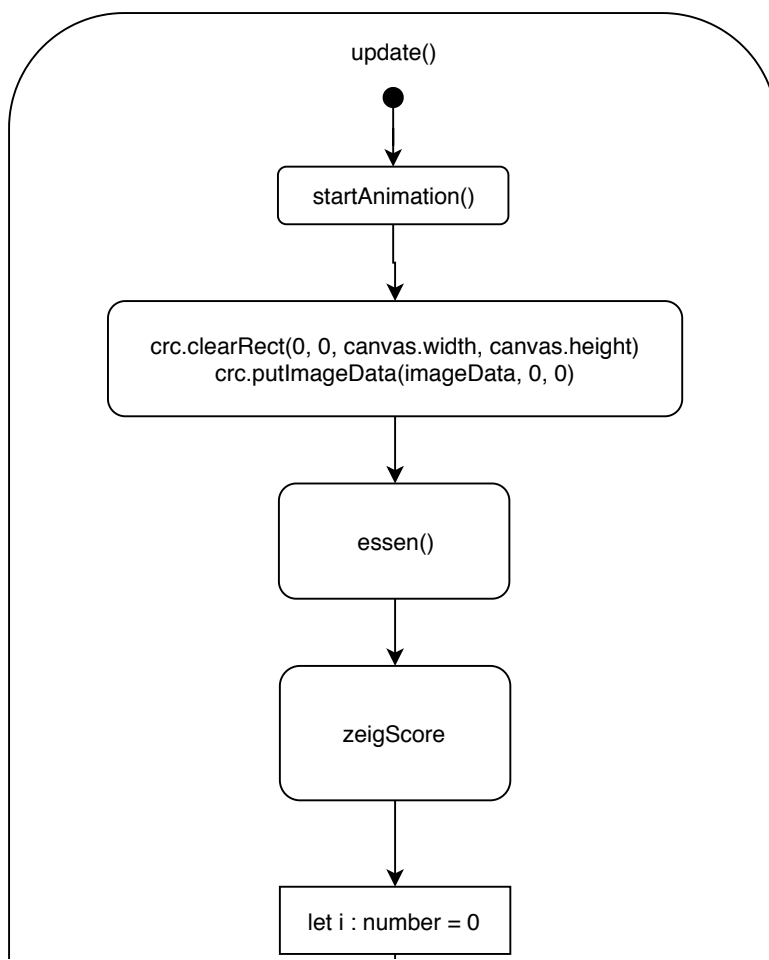 update()
startAnimation()
crc.clearRect(0, 0, canvas.width, canvas.height)
crc.putImageData(imageData, 0, 0)
essen()
zeigScore
let i : number = 0